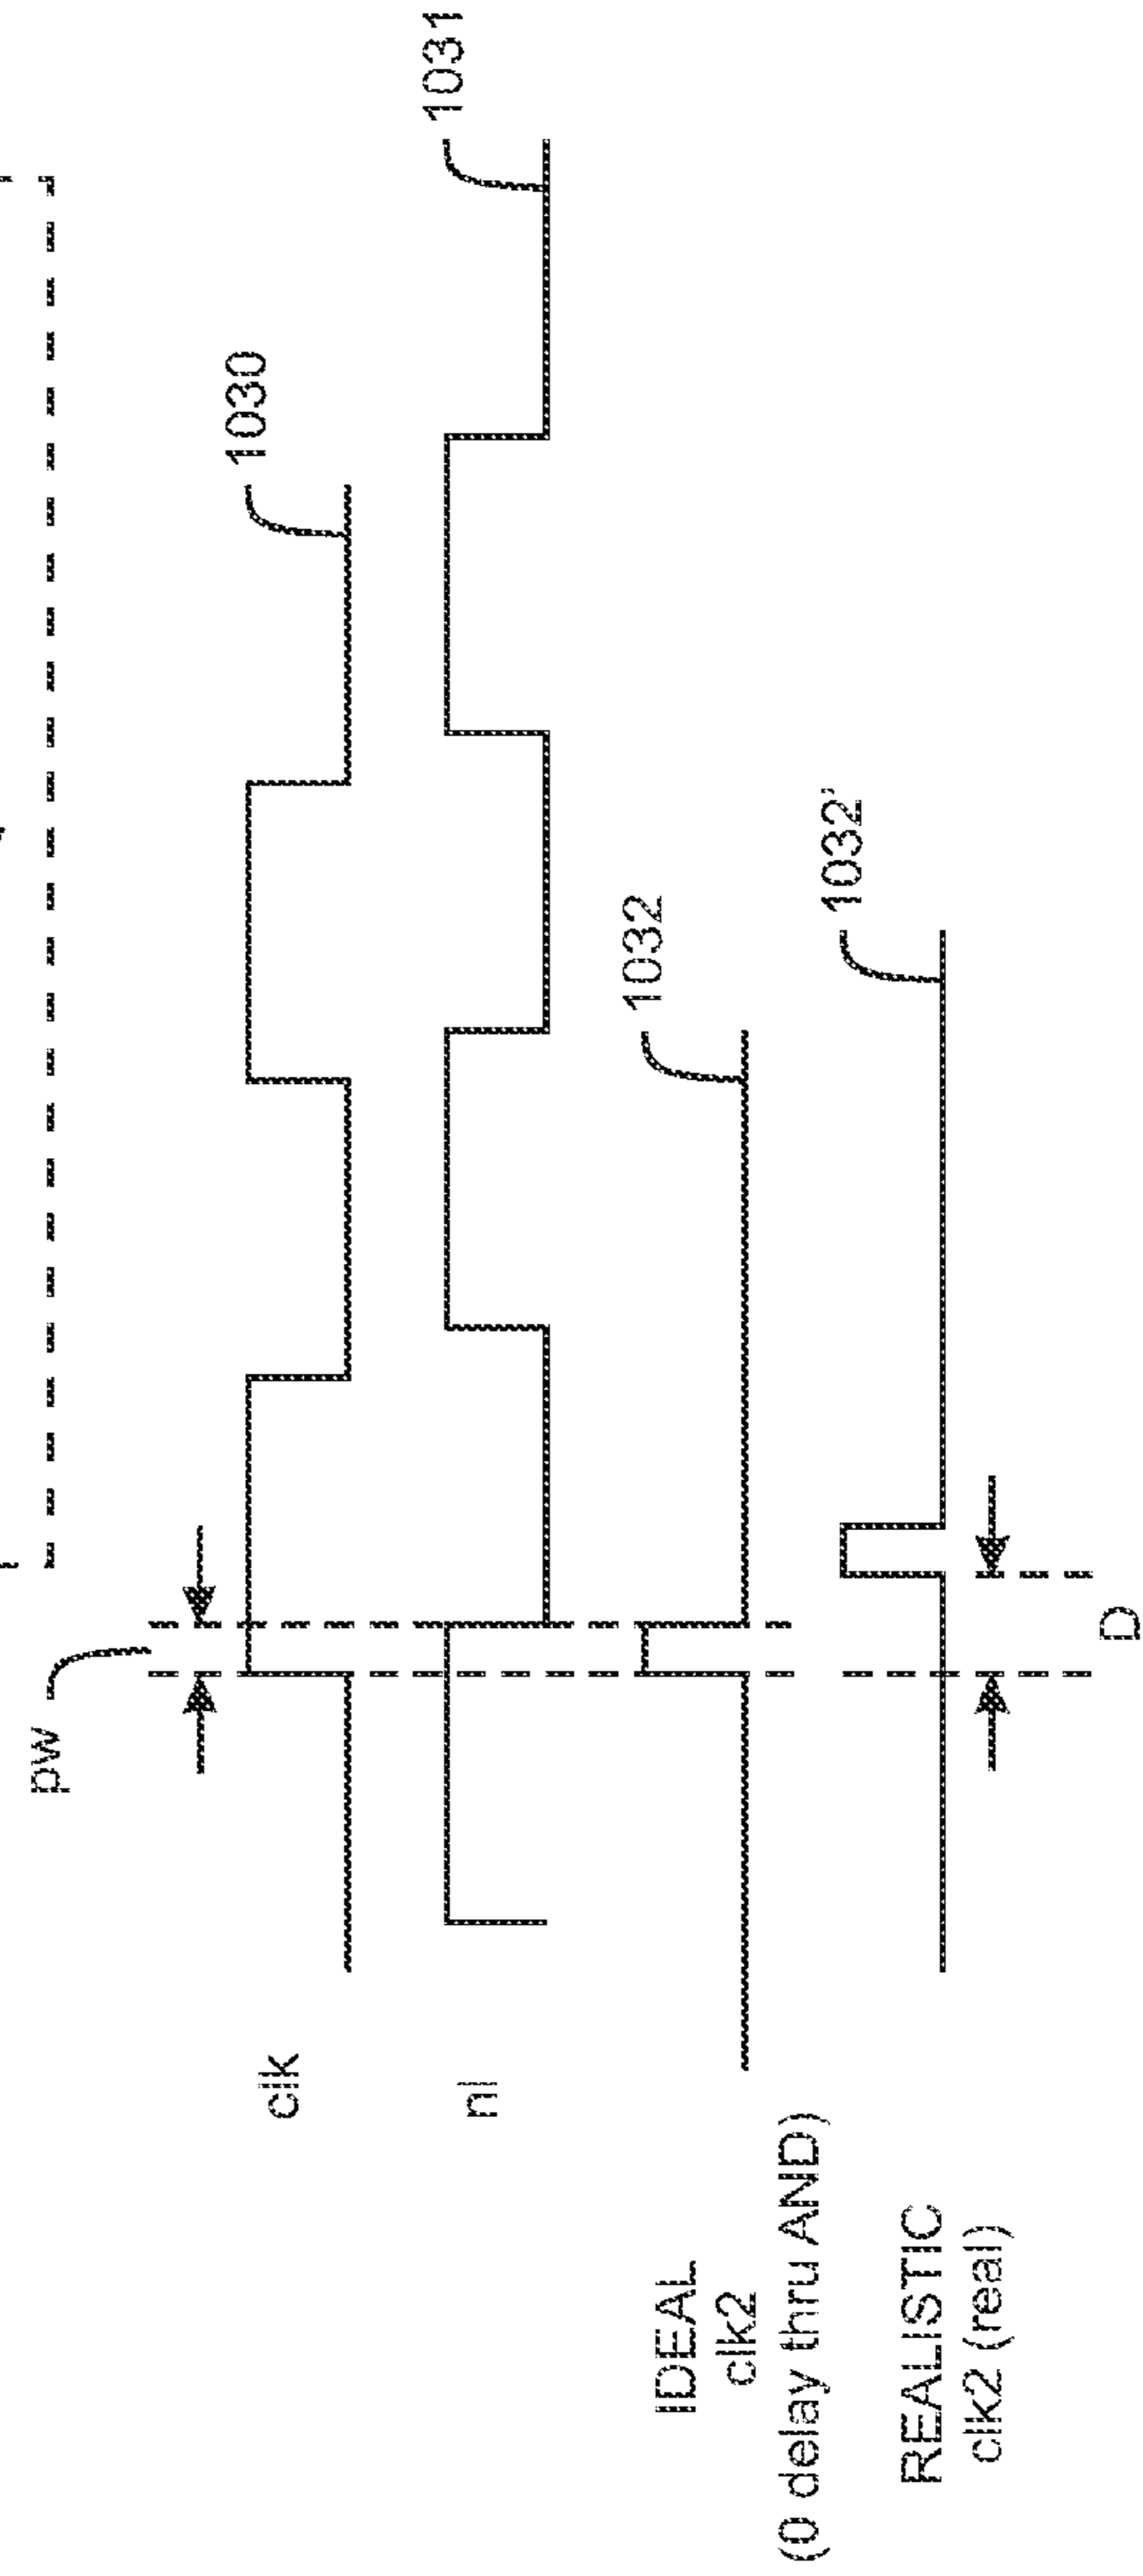 pw
1030
clk
1031
nl
1032
IDEAL
clk2
(0 delay thru AND)
1032'
REALISTIC
clk2 (real)
D